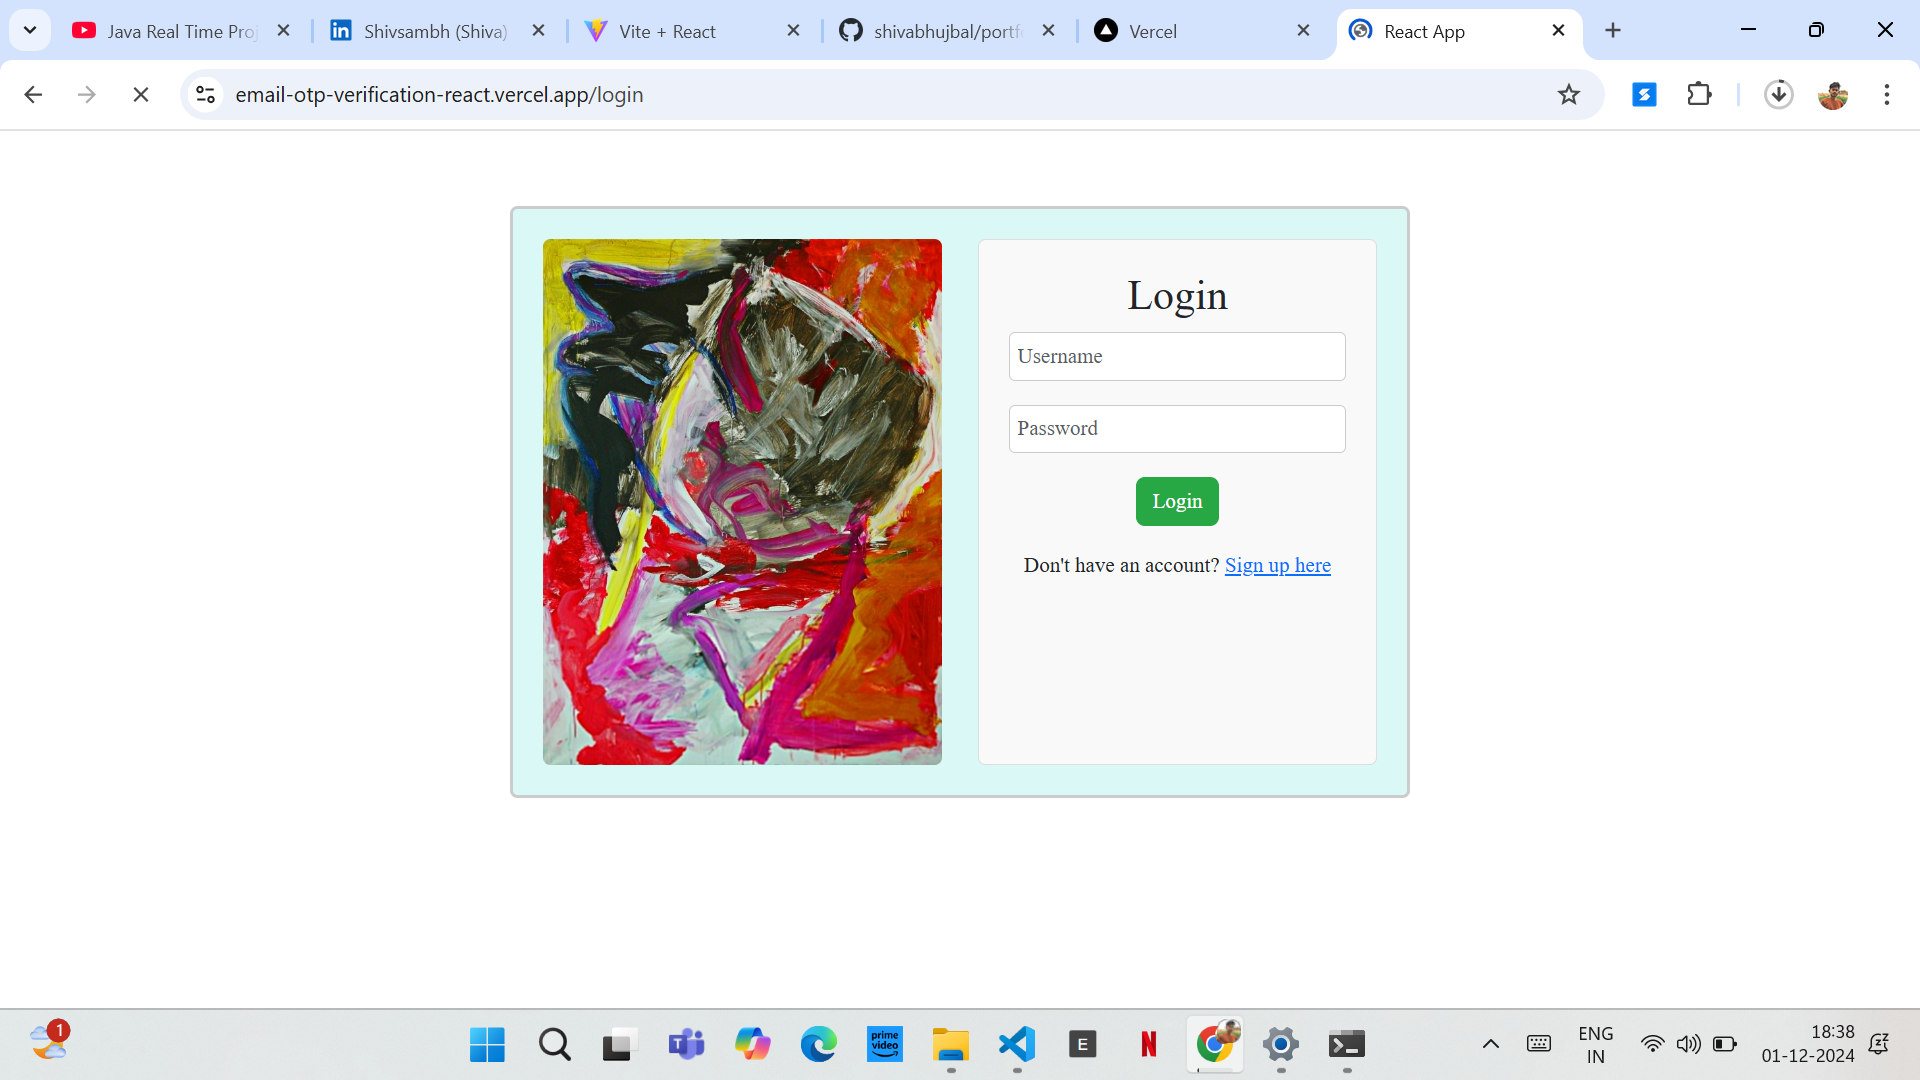 Java Real Time Proj
Shivsambh (Shiva)
Vite + React
shivabhujbal/portfo
Vercel
React App
email-otp-verification-react.vercel.app/login
Login
Username
Password
Login
Don't have an account? Sign up here
1
prime video
E
N
ENG
IN
18:38
01-12-2024